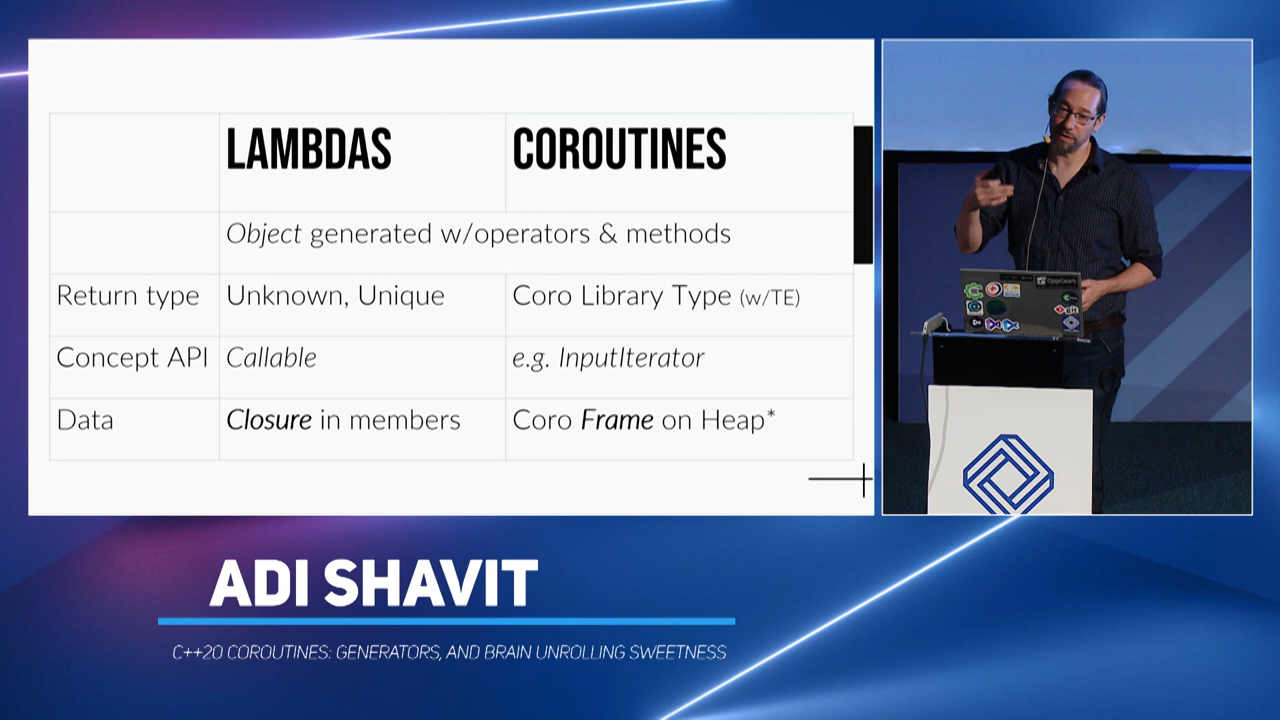 LAMBDAS COROUTINES
Object generated w/operators & methods
Return type Unknown, Unique Coro Library Type (w/TE)
Concept API Callable e.g. InputIterator
Data Closure in members Coro Frame on Heap*
ADI SHAVIT
C++20 COROUTINES: GENERATORS, AND BRAIN UNROLLING SWEETNESS